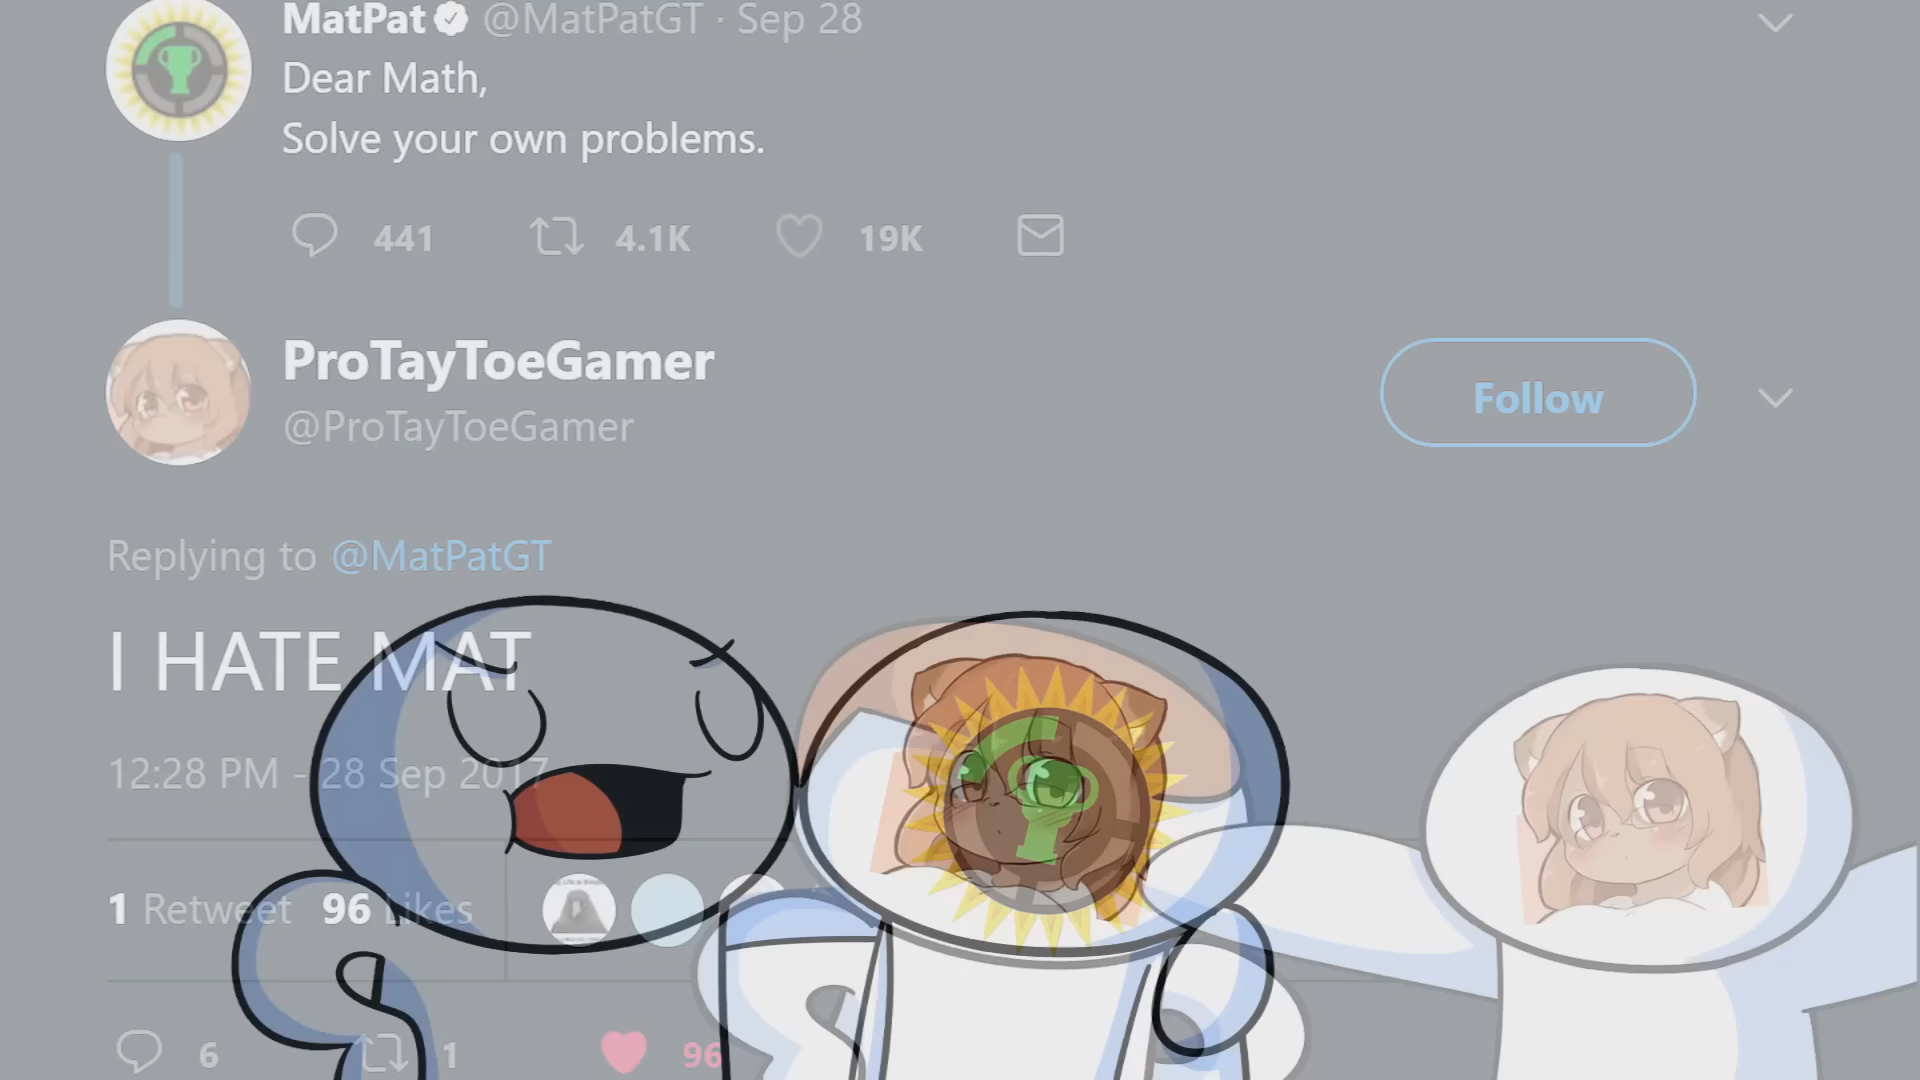 MatPat @MatPatGT · Sep 28
Dear Math,
Solve your own problems.
441 4.1K 19K
ProTayToeGamer
@ProTayToeGamer
Follow
Replying to @MatPatGT
I HATE MAT
12:28 PM - 28 Sep 2017
1 Retweet 96 Likes
6 1 96